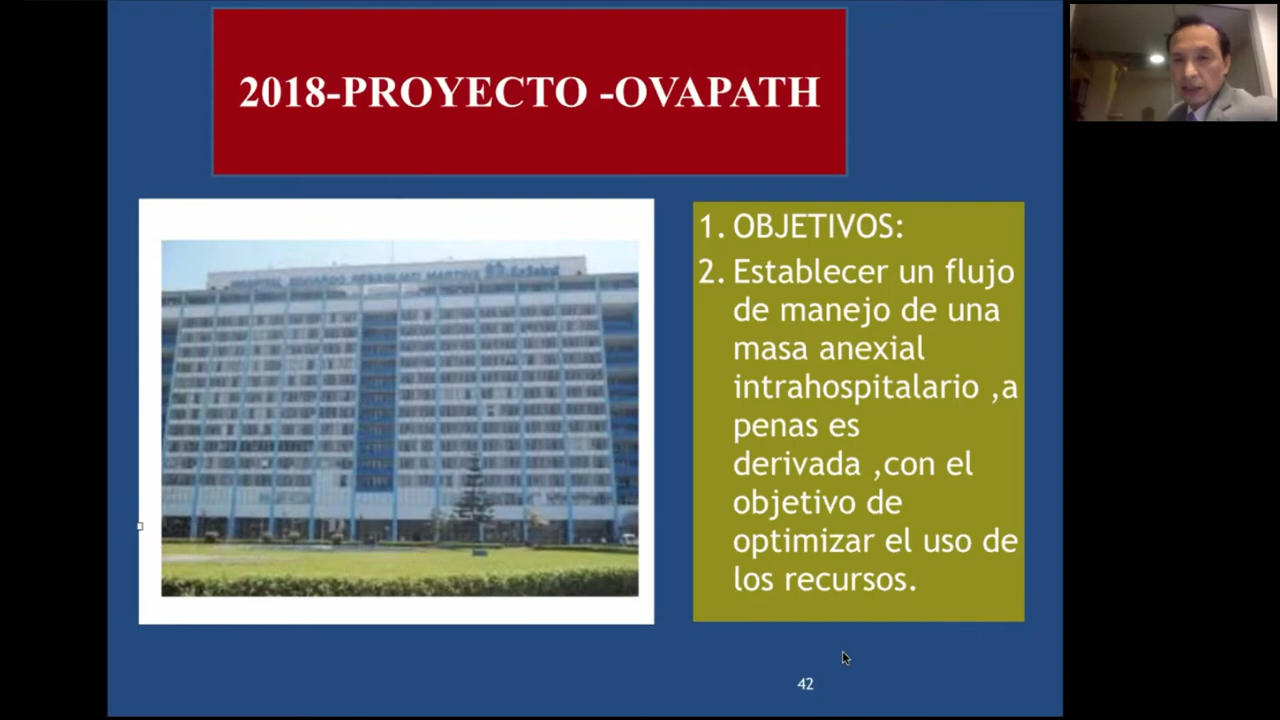 2018-PROYECTO -OVAPATH
1. OBJETIVOS:
2. Establecer un flujo
de manejo de una
masa anexial
intrahospitalario ,a
penas es
derivada ,con el
objetivo de
optimizar el uso de
los recursos.
EsSalud
42